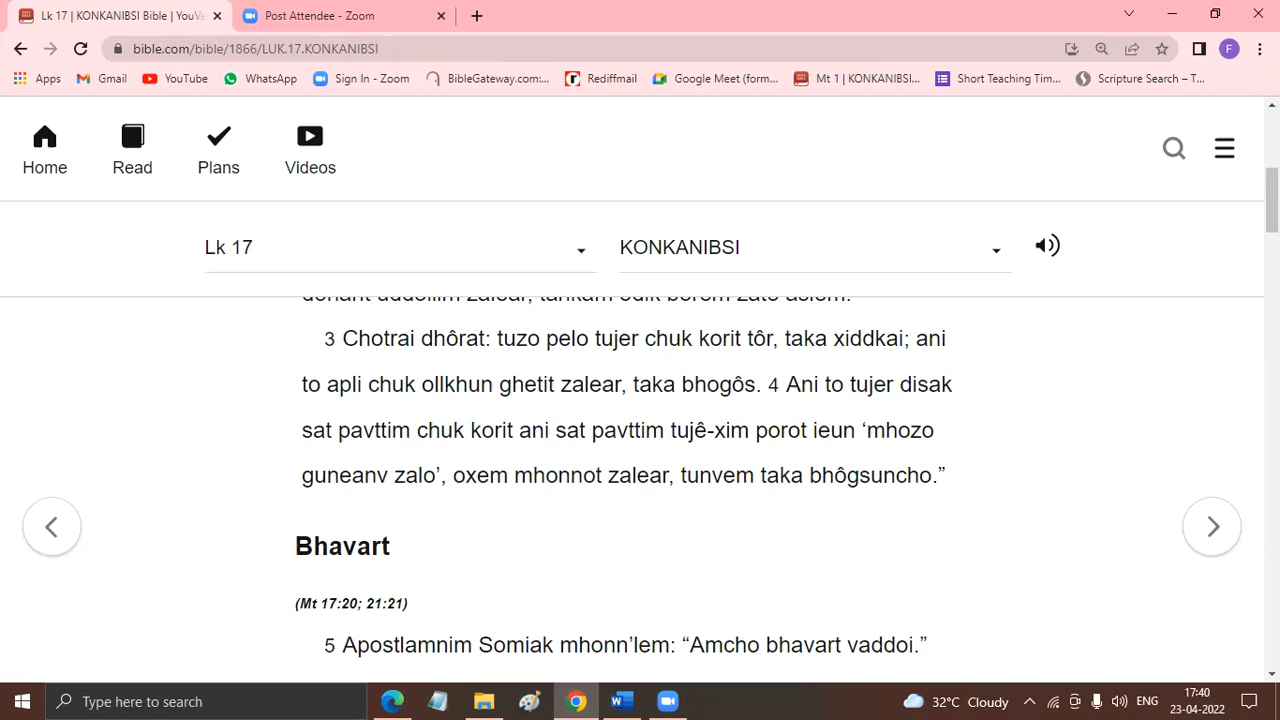 Lk 17 | KONKANIBSI Bible | YouVe
Post Attendee - Zoom
bible.com/bible/1866/LUK.17.KONKANIBSI
F
Apps
Gmail
YouTube
WhatsApp
Sign In - Zoom
BibleGateway.com:...
Rediffmail
Google Meet (form...
Mt 1 | KONKANIBSI...
Short Teaching Tim...
Scripture Search – T...
Home
Read
Plans
Videos
Lk 17
KONKANIBSI
3 Chotrai dhôrat: tuzo pelo tujer chuk korit tôr, taka xiddkai; ani
to apli chuk ollkhun ghetit zalear, taka bhogôs. 4 Ani to tujer disak
sat pavttim chuk korit ani sat pavttim tujê-xim porot ieun ‘mhozo
guneanv zalo’, oxem mhonnot zalear, tunvem taka bhôgsuncho.”
Bhavart
(Mt 17:20; 21:21)
5 Apostlamnim Somiak mhonn’lem: “Amcho bhavart vaddoi.”
Type here to search
32°C Cloudy
ENG
17:40
23-04-2022